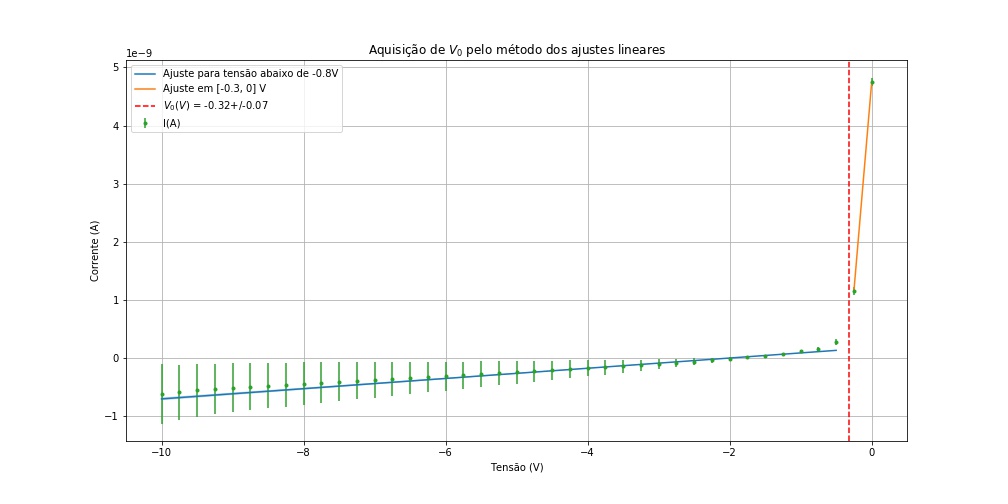 Aquisição de V₀ pelo método dos ajustes lineares
1e−9
Ajuste para tensão abaixo de -0.8V
Ajuste em [-0.3, 0] V
V₀(V) = -0.32+/-0.07
I(A)
5
4
3
2
1
0
−1
Corrente (A)
−10 −8 −6 −4 −2 0
Tensão (V)